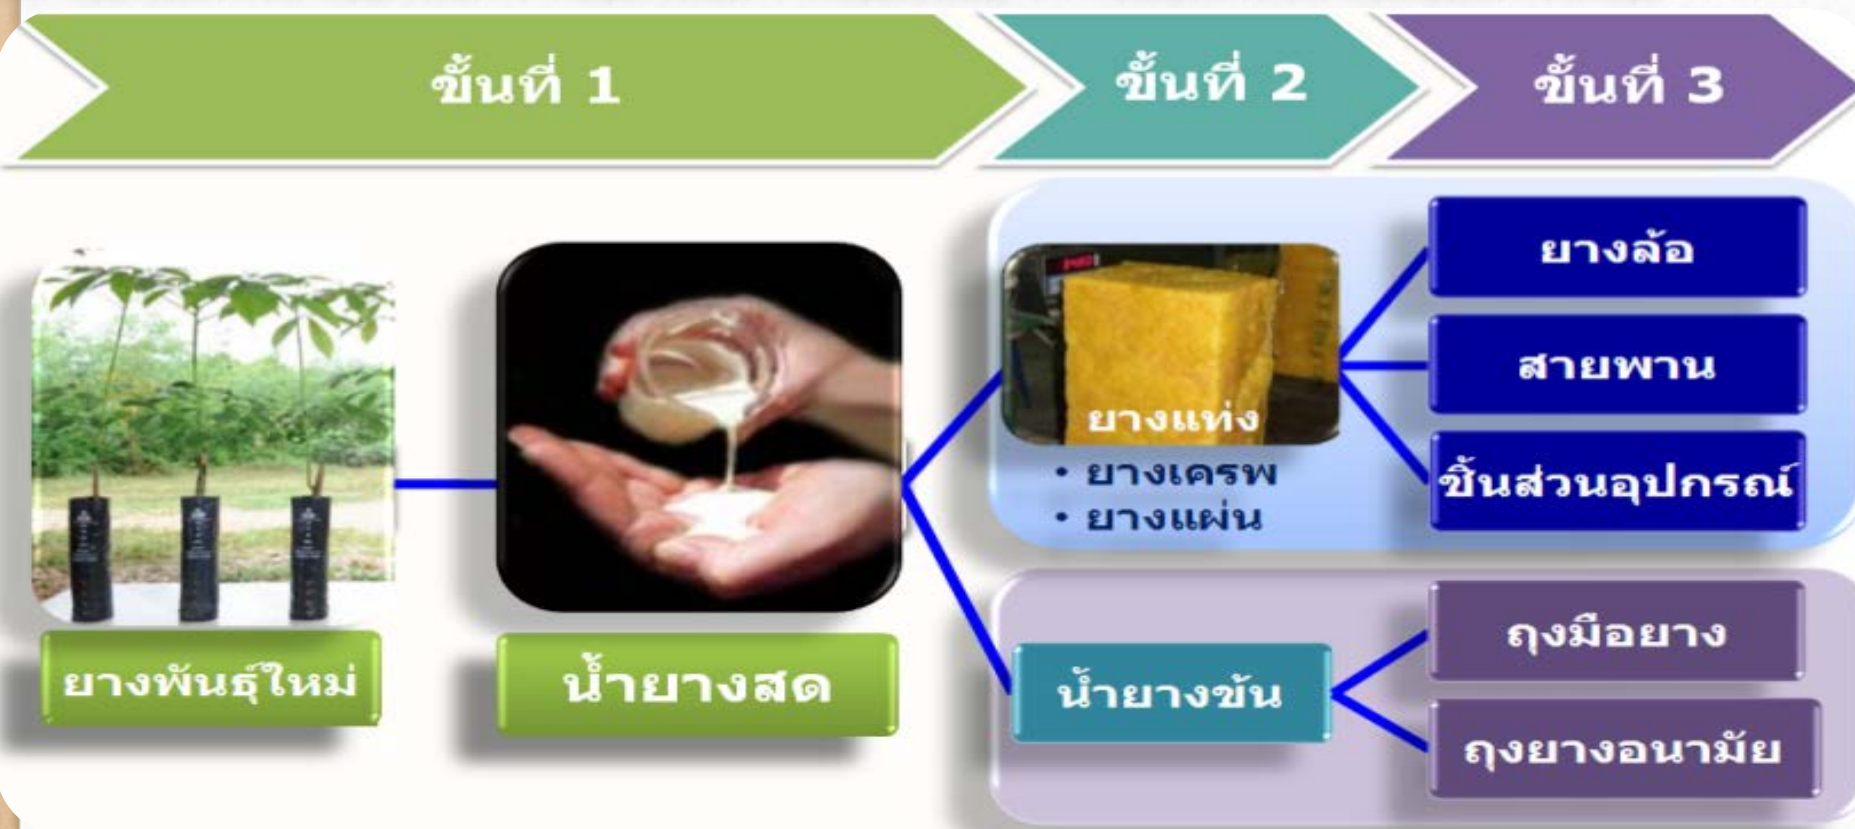 ขั้นที่ 1
ขั้นที่ 2
ขั้นที่ 3
ยางพันธุ์ใหม่
น้ำยางสด
ยางแท่ง
• ยางเครพ
• ยางแผ่น
ยางล้อ
สายพาน
ชิ้นส่วนอุปกรณ์
น้ำยางข้น
ถุงมือยาง
ถุงยางอนามัย